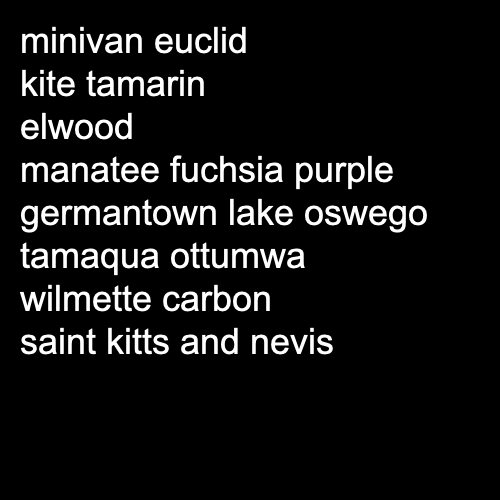 minivan euclid
kite tamarin
elwood
manatee fuchsia purple
germantown lake oswego
tamaqua ottumwa
wilmette carbon
saint kitts and nevis